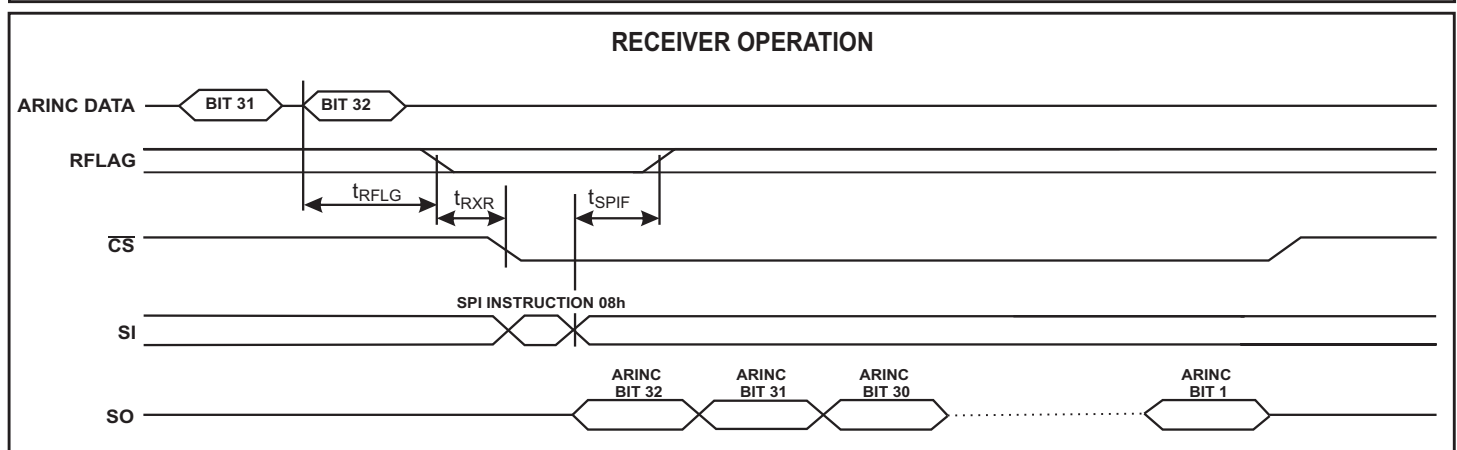 RECEIVER OPERATION
ARINC DATA
BIT 31
BIT 32
RFLAG
tRFLG
tRXR
tSPIF
CS
SPI INSTRUCTION 08h
SI
ARINC
BIT 32
ARINC
BIT 31
ARINC
BIT 30
ARINC
BIT 1
SO